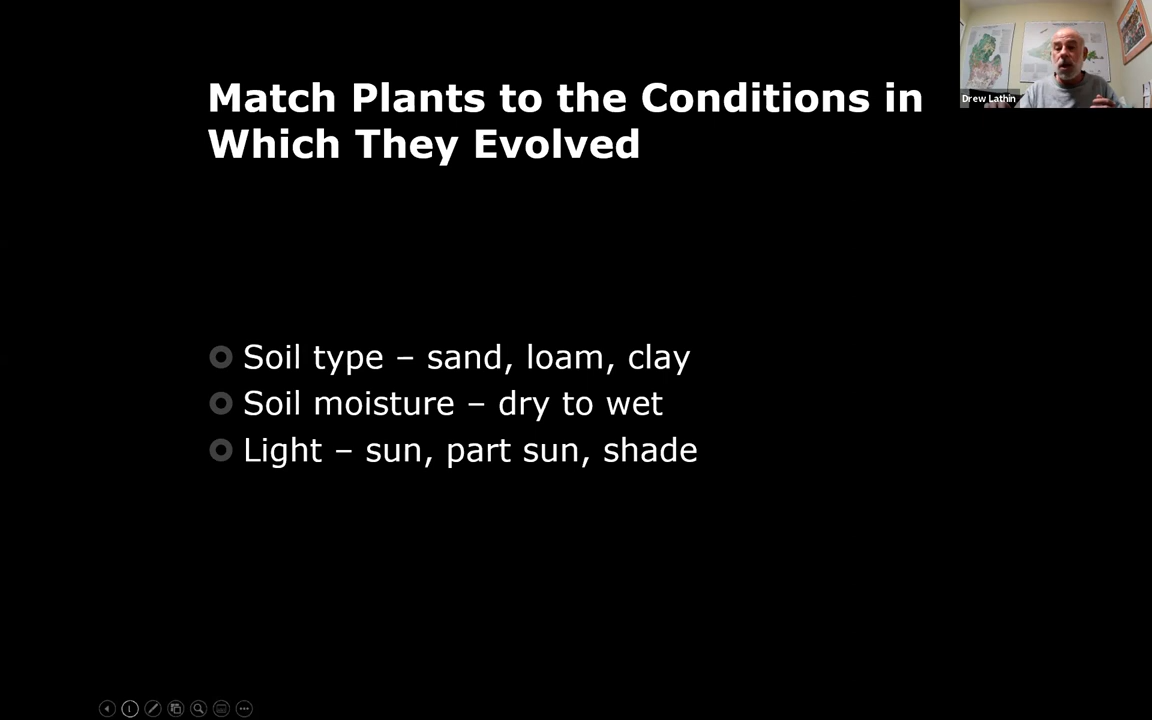 Match Plants to the Conditions in
Which They Evolved
Soil type – sand, loam, clay
Soil moisture – dry to wet
Light – sun, part sun, shade
Drew Lathin